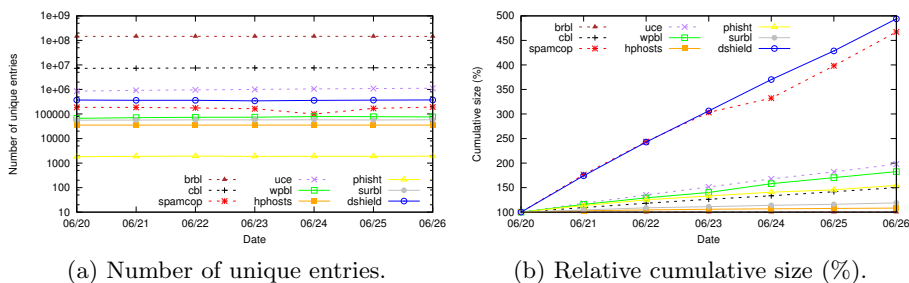 1e+09
1e+08
1e+07
1e+06
100000
10000
1000
100
10
Number of unique entries
brbl
cbl
spamcop
uce
wpbl
hphosts
phisht
surbl
dshield
06/20 06/21 06/22 06/23 06/24 06/25 06/26
Date
(a) Number of unique entries.
500
450
400
350
300
250
200
150
100
Cumulative size (%)
brbl
cbl
spamcop
uce
wpbl
hphosts
phisht
surbl
dshield
06/20 06/21 06/22 06/23 06/24 06/25 06/26
Date
(b) Relative cumulative size (%).